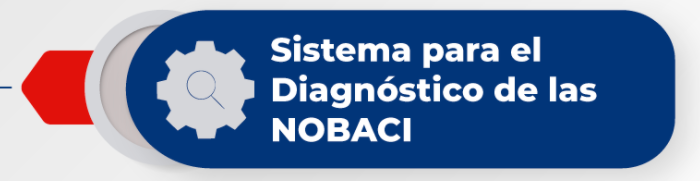 Sistema para el
Diagnóstico de las
NOBACI